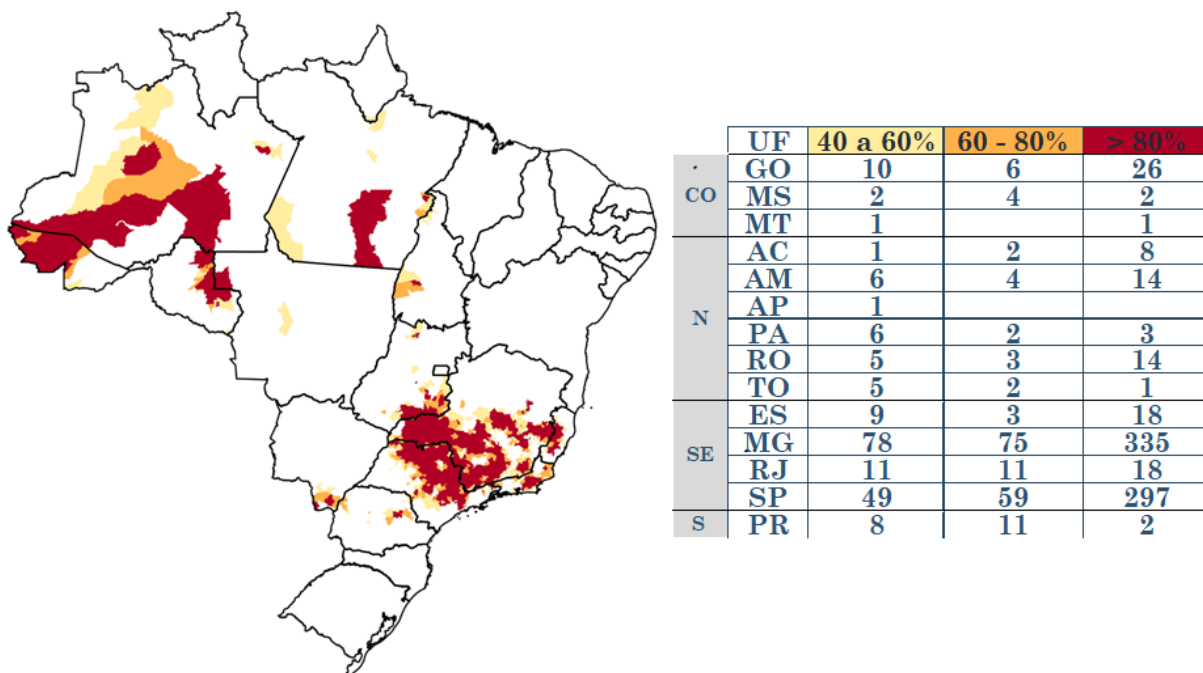 UF 40 a 60% 60 - 80% > 80%
CO
GO 10 6 26
MS 2 4 2
MT 1 1
N
AC 1 2 8
AM 6 4 14
AP 1
PA 6 2 3
RO 5 3 14
TO 5 2 1
SE
ES 9 3 18
MG 78 75 335
RJ 11 11 18
SP 49 59 297
S
PR 8 11 2